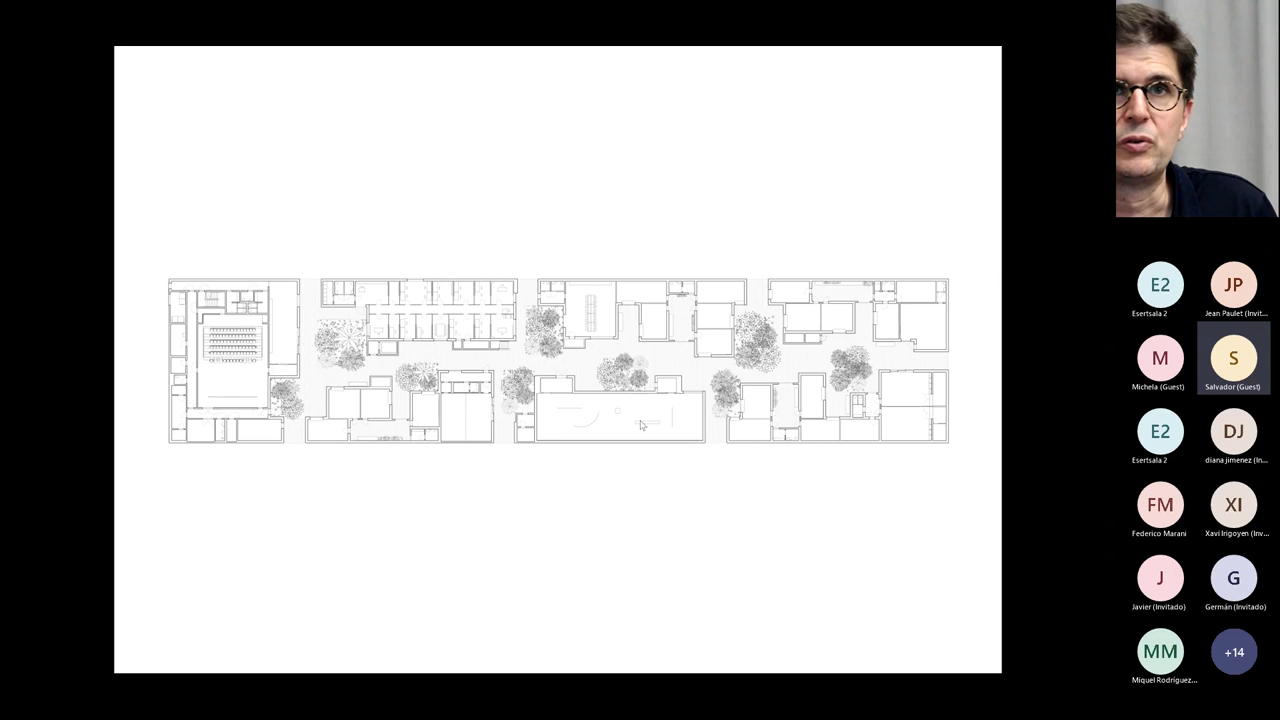 E2
Esertsala 2
JP
Jean Paulet (Invit...
M
Michela (Guest)
S
Salvador (Guest)
E2
Esertsala 2
DJ
diana jimenez (In...
FM
Federico Marani
XI
Xavi Irigoyen (Inv...
J
Javier (Invitado)
G
Germán (Invitado)
MM
Miquel Rodríguez...
+14